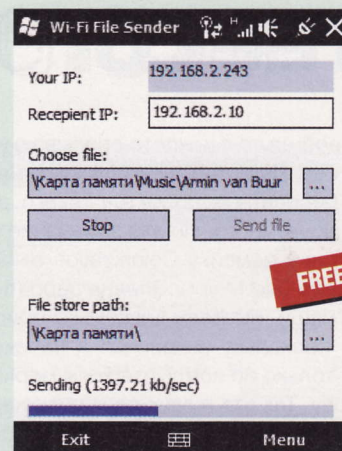 Wi-Fi File Sender
Your IP:
192.168.2.243
Recepient IP:
192.168.2.10
Choose file:
\Карта памяти\Music\Armin van Buur
...
Stop
Send file
FREE
File store path:
\Карта памяти\
...
Sending (1397.21 kb/sec)
Exit
Menu